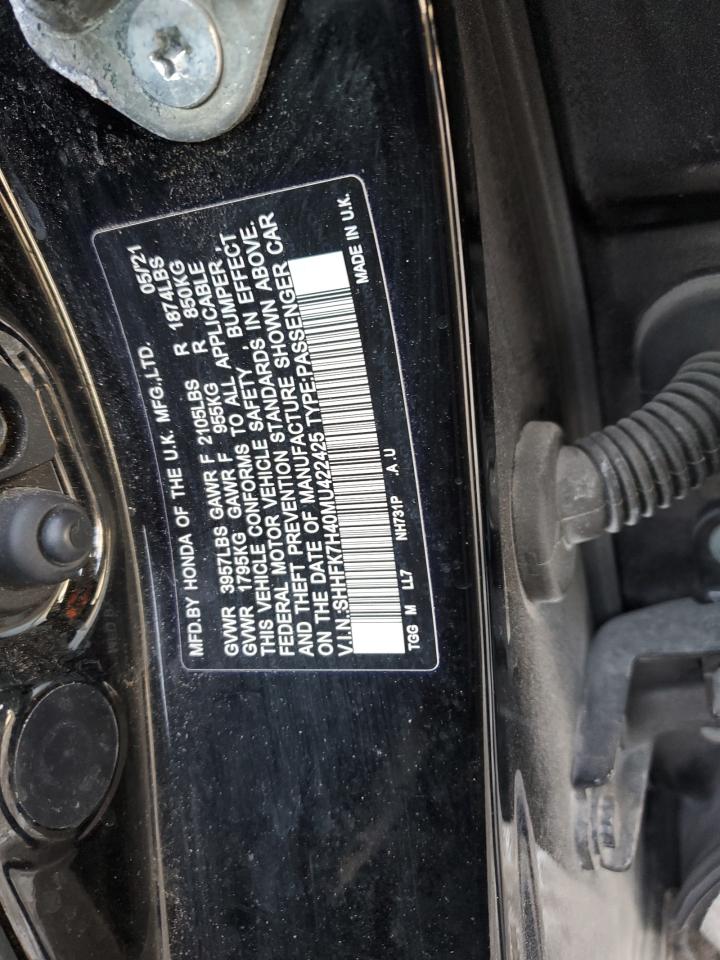 MFD.BY HONDA OF THE U.K. MFG.,LTD. 05/'21
GVWR 3957LBS GAWR F 2105LBS R 1874LBS
GVWR 1795KG GAWR F 955KG R 850KG
THIS VEHICLE CONFORMS TO ALL APPLICABLE
FEDERAL MOTOR VEHICLE SAFETY, BUMPER,
AND THEFT PREVENTION STANDARDS IN EFFECT
ON THE DATE OF MANUFACTURE SHOWN ABOVE.
V.I.N.:SHHFK7H40MU422425 TYPE:PASSENGER CAR
TGG M LL7 NH731P .A.U MADE IN U.K.